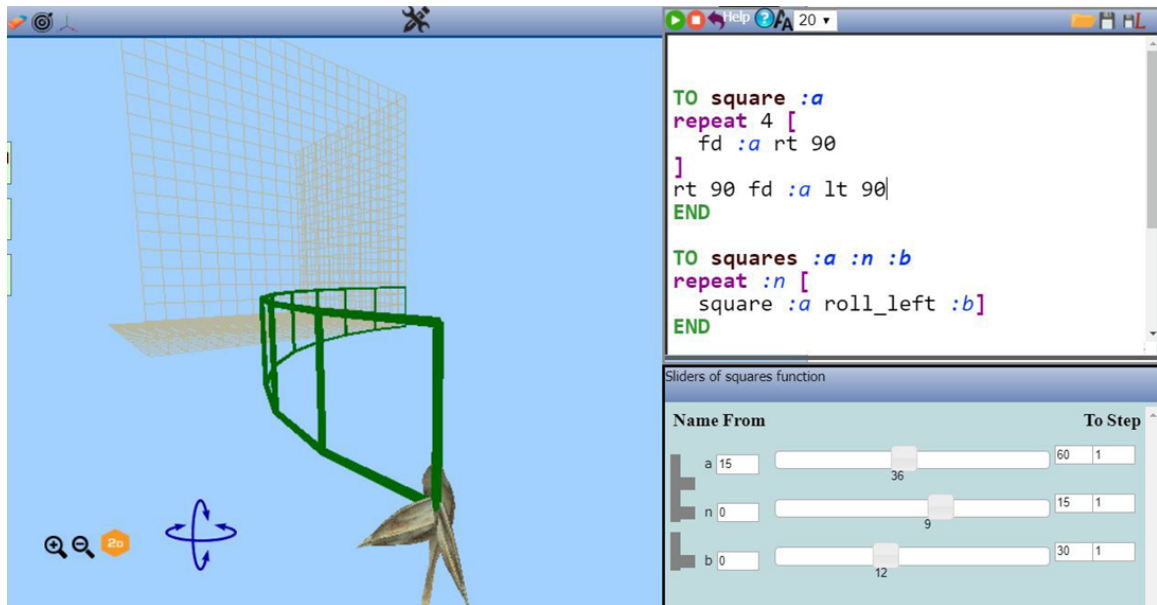 Help ? AA 20
L
TO square :a
repeat 4 [
fd :a rt 90
]
rt 90 fd :a lt 90
END
TO squares :a :n :b
repeat :n [
square :a roll_left :b]
END
Sliders of squares function
Name From To Step
a 15 60 1
36
n 0 15 1
9
b 0 30 1
12
2D